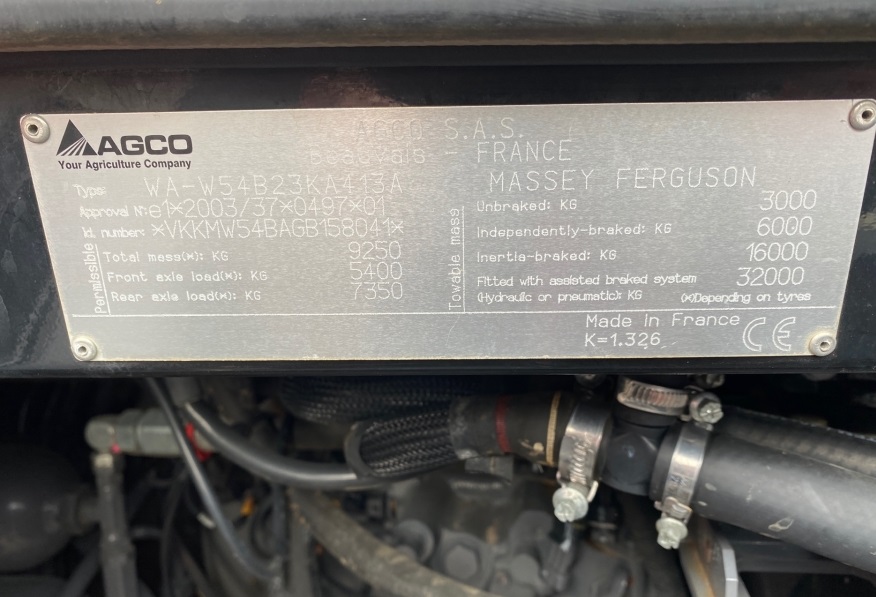 AGCO
Your Agriculture Company
AGCO S.A.S.
Beauvais - FRANCE
Type: WA-W54B23KA413A
MASSEY FERGUSON
Approval N°: e1*2003/37*0497*01
Id. number: *VKKMW54BAGB158041*
Permissible
Total mass(*): KG 9250
Front axle load(*): KG 5400
Rear axle load(*): KG 7350
Towable mass
Unbraked: KG 3000
Independently-braked: KG 6000
Inertia-braked: KG 16000
Fitted with assisted braked system 32000
(Hydraulic or pneumatic): KG (*)Depending on tyres
Made in France
K=1.326
CE